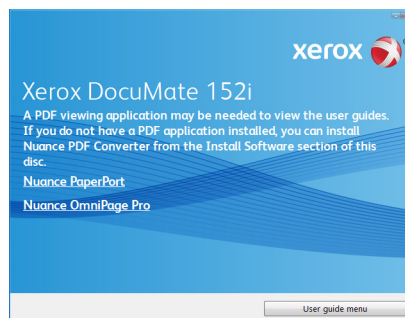 xerox
Xerox DocuMate 152i
A PDF viewing application may be needed to view the user guides.
If you do not have a PDF application installed, you can install
Nuance PDF Converter from the Install Software section of this
disc.
Nuance PaperPort
Nuance OmniPage Pro
User guide menu